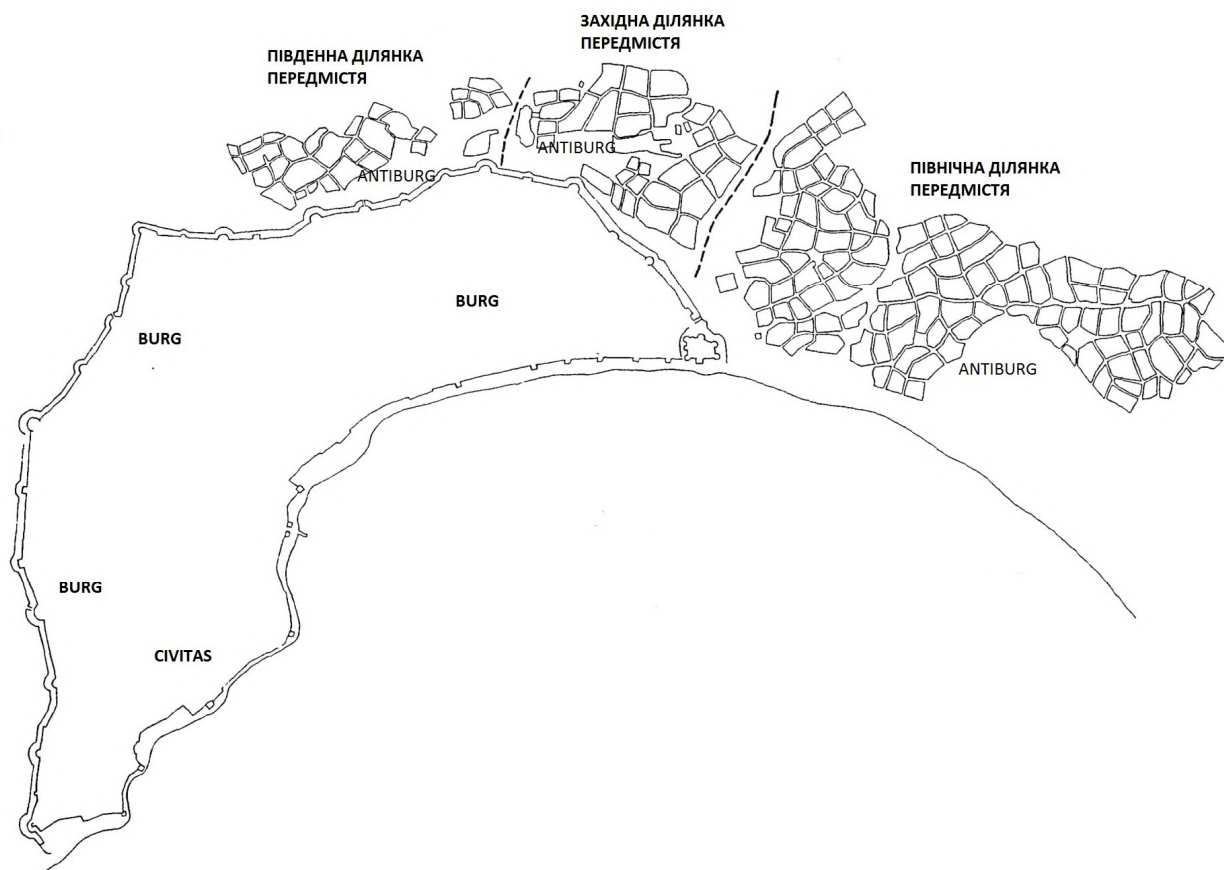 ЗАХІДНА ДІЛЯНКА
ПЕРЕДМІСТЯ
ПІВДЕННА ДІЛЯНКА
ПЕРЕДМІСТЯ
ANTIBURG
ANTIBURG
ПІВНІЧНА ДІЛЯНКА
ПЕРЕДМІСТЯ
BURG
BURG
ANTIBURG
BURG
CIVITAS